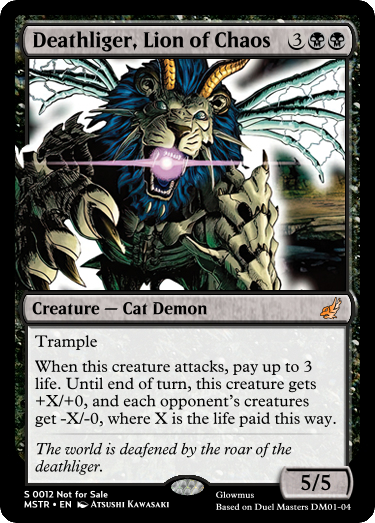 Deathliger, Lion of Chaos 3
Creature — Cat Demon
Trample
When this creature attacks, pay up to 3
life. Until end of turn, this creature gets
+X/+0, and each opponent's creatures
get -X/-0, where X is the life paid this way.
The world is deafened by the roar of the
deathliger.
5/5
S 0012 Not for Sale
MSTR • EN Atsushi Kawasaki
Glowmus
Based on Duel Masters DM01-04